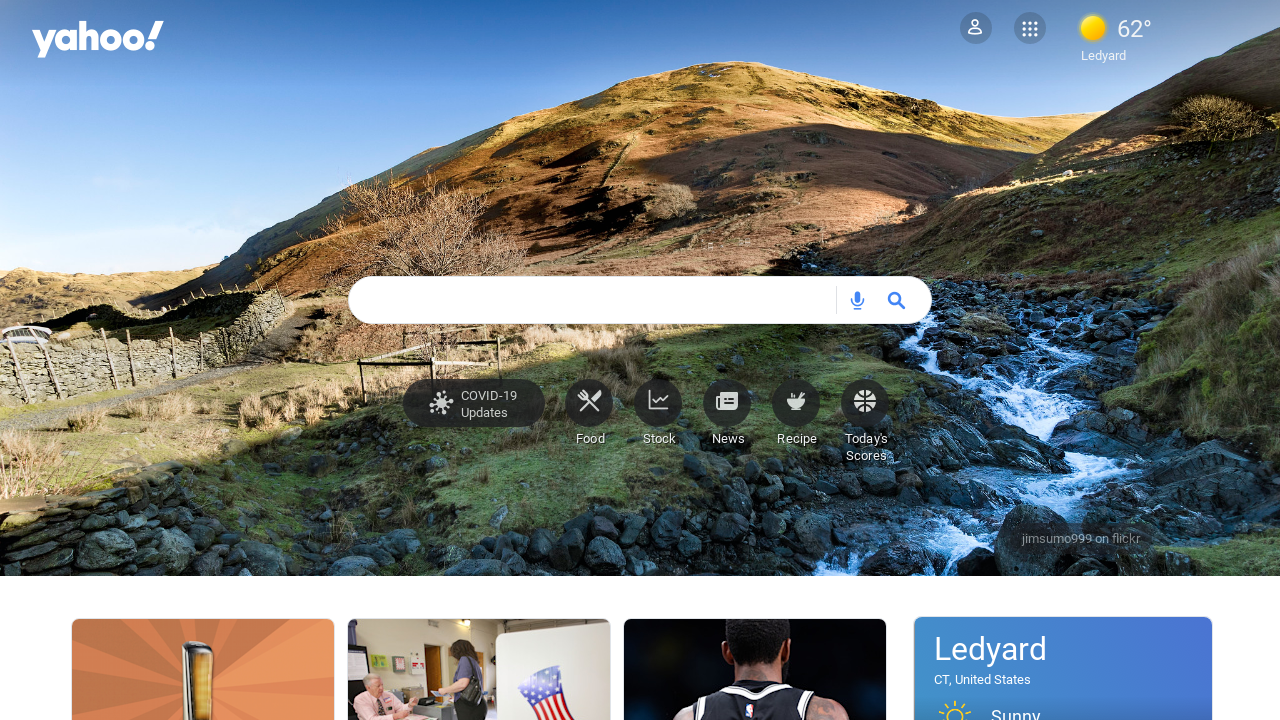 yahoo!
62°
Ledyard
COVID-19
Updates
Food
Stock
News
Recipe
Today's
Scores
jimsumo999 on flickr
Ledyard
CT, United States
Sunny